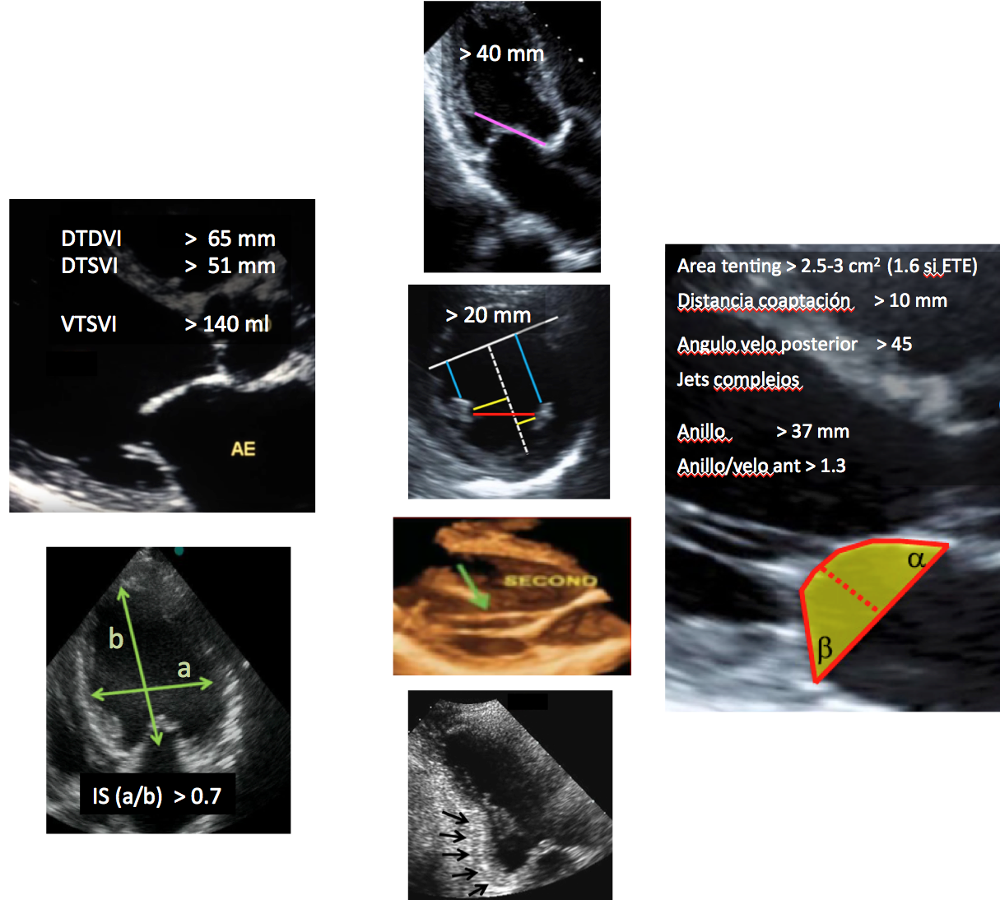 > 40 mm
DTDVI > 65 mm
DTSVI > 51 mm
VTSVI > 140 ml
AE
b
a
IS (a/b) > 0.7
> 20 mm
SECOND
Area tenting > 2.5-3 cm² (1.6 si ETE)
Distancia coaptación > 10 mm
Angulo velo posterior > 45
Jets complejos
Anillo > 37 mm
Anillo/velo ant > 1.3
α
β